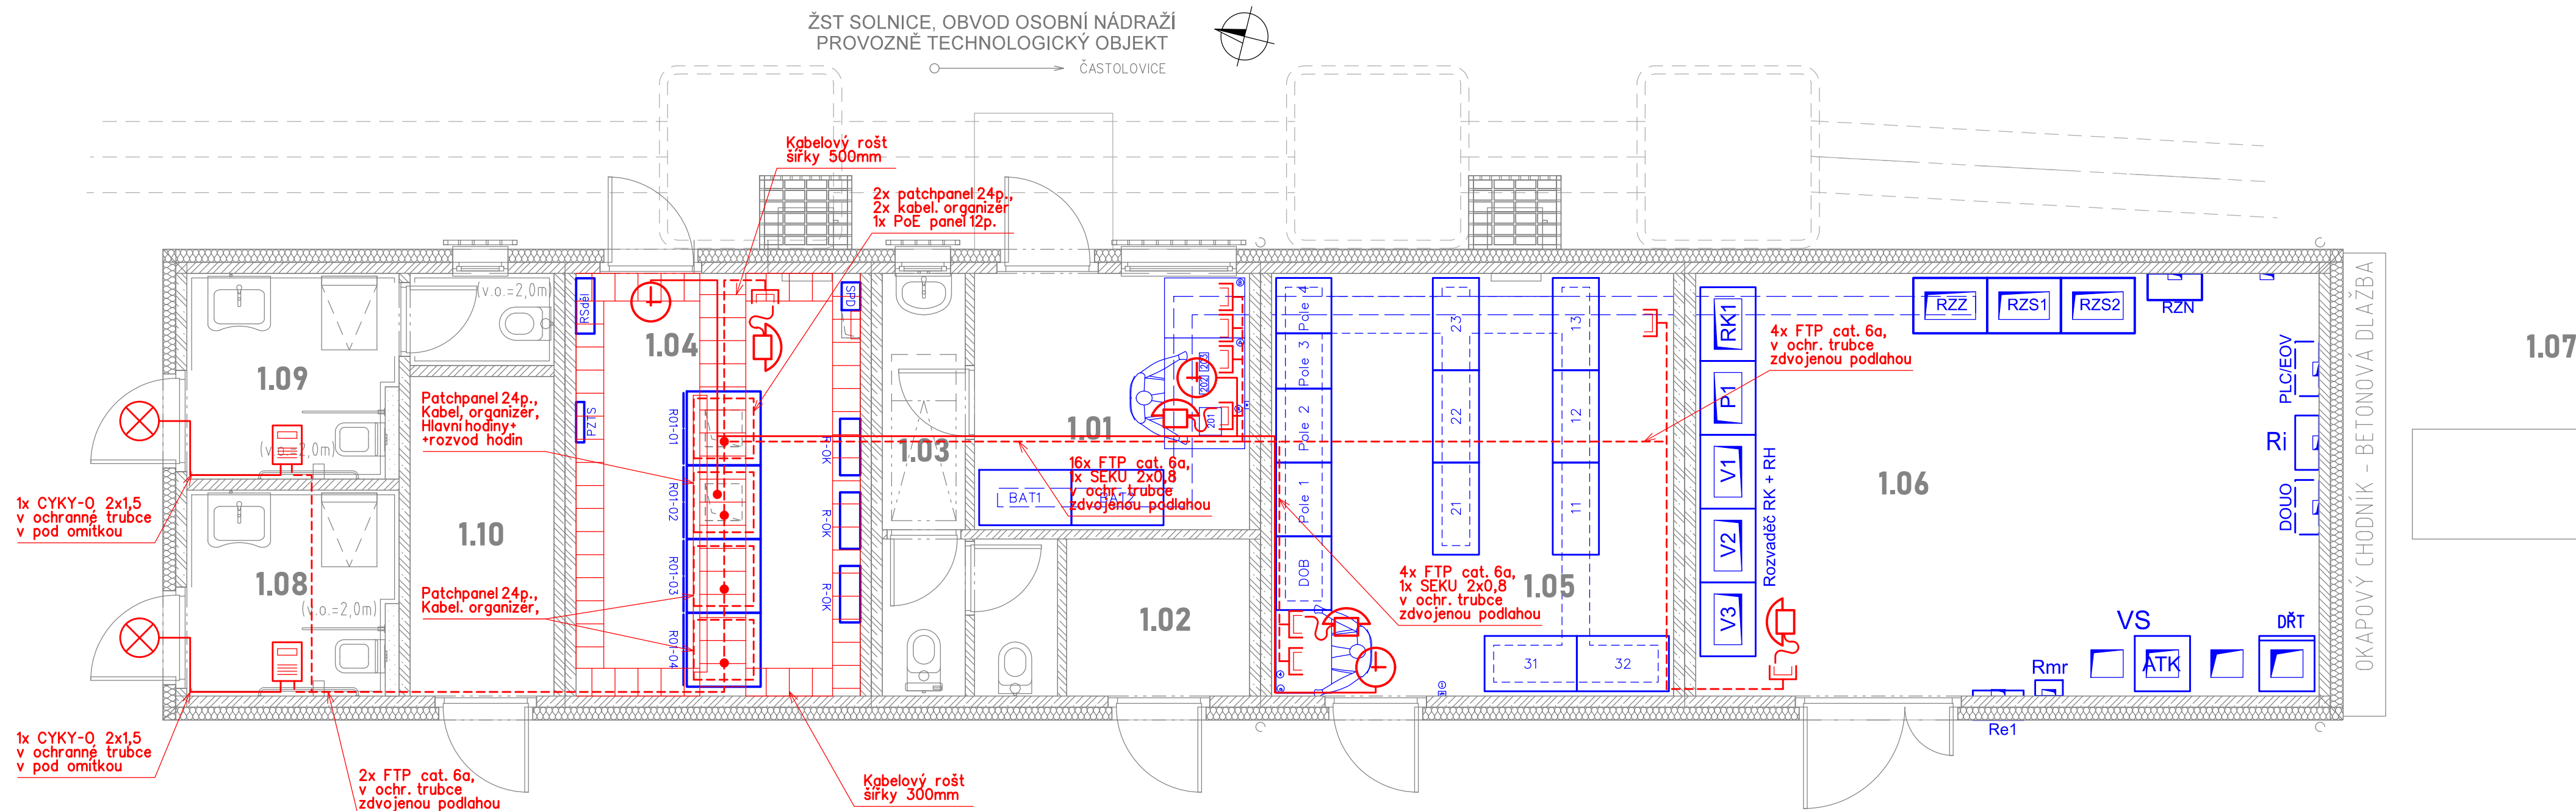 ŽST SOLNICE, OBVOD OSOBNÍ NÁDRAŽÍ
PROVOZNĚ TECHNOLOGICKÝ OBJEKT
ČASTOLOVICE
Kabelový rošt
šířky 500mm
2x patchpanel 24p.,
2x kabel. organizér
1x PoE panel 12p.
(v.o.=2,0m)
RSděl
SPD
1.04
1.09
PZTS
Patchpanel 24p.,
Kabel, organizér,
Hlavní hodiny+
+rozvod hodin
(v.o.=2,0m)
R01-01
R01-02
R01-03
R01-04
R-OK
R-OK
R-OK
1.03
1.01
201
202
203
16x FTP cat. 6a,
1x SEKU 2x0,8
v ochr. trubce
zdvojenou podlahou
BAT1
BAT2
1x CYKY-O 2x1,5
v ochranné trubce
v pod omítkou
1.10
1.08
(v.o.=2,0m)
Patchpanel 24p.,
Kabel. organizér,
1.02
Pole 4
Pole 3
Pole 2
Pole 1
DOB
23
22
21
13
12
11
4x FTP cat. 6a,
v ochr. trubce
zdvojenou podlahou
4x FTP cat. 6a,
1x SEKU 2x0,8
v ochr. trubce
zdvojenou podlahou
1.05
31
32
RK1
P1
V1
V2
V3
Rozvaděč RK + RH
1.06
RZZ
RZS1
RZS2
RZN
PLC/EOV
Ri
DOUO
VS
DŘT
ATK
Rmr
Re1
OKAPOVÝ CHODNÍK - BETONOVÁ DLAŽBA
1.07
1x CYKY-O 2x1,5
v ochranné trubce
v pod omítkou
2x FTP cat. 6a,
v ochr. trubce
zdvojenou podlahou
Kabelový rošt
šířky 300mm